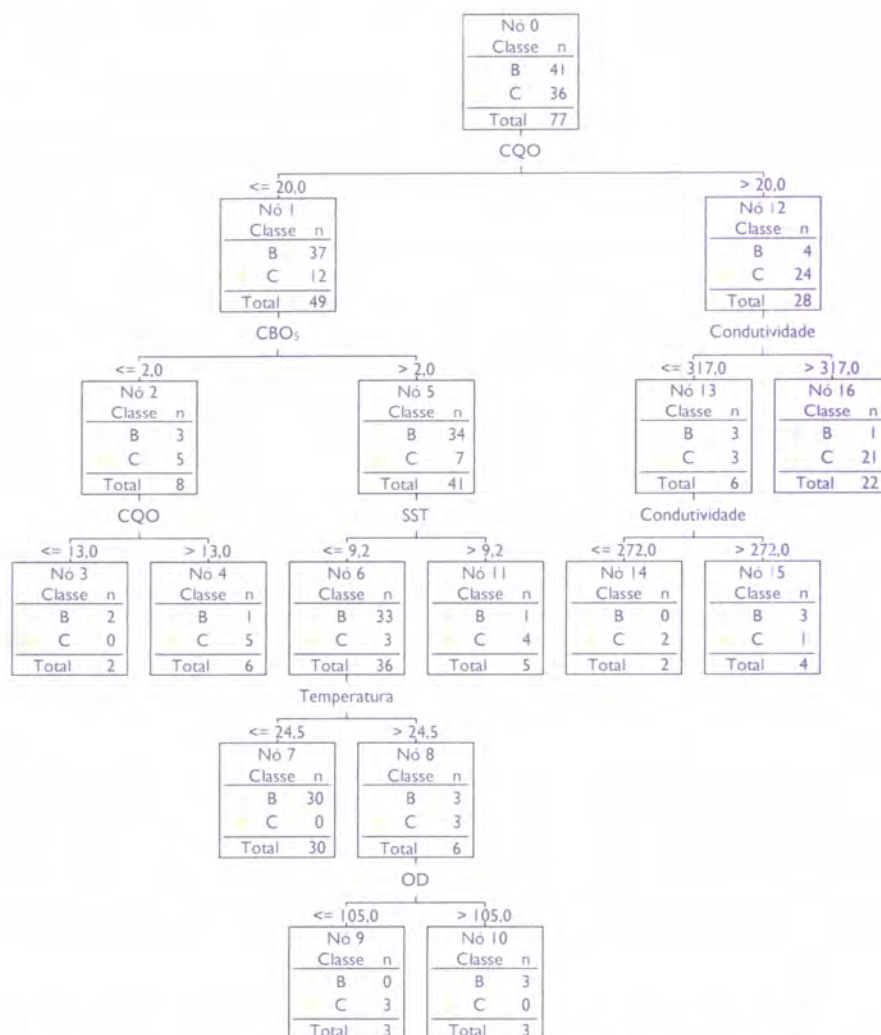 Nó 0
Classe n
B 41
C 36
Total 77
CQO
<= 20,0
> 20,0
Nó 1
Classe n
B 37
C 12
Total 49
CBO₅
Nó 12
Classe n
B 4
C 24
Total 28
Condutividade
<= 2,0
> 2,0
<= 317,0
> 317,0
Nó 2
Classe n
B 3
C 5
Total 8
CQO
Nó 5
Classe n
B 34
C 7
Total 41
SST
Nó 13
Classe n
B 3
C 3
Total 6
Condutividade
Nó 16
Classe n
B 1
C 21
Total 22
<= 13,0
> 13,0
<= 9,2
> 9,2
<= 272,0
> 272,0
Nó 3
Classe n
B 2
C 0
Total 2
Nó 4
Classe n
B 1
C 5
Total 6
Nó 6
Classe n
B 33
C 3
Total 36
Temperatura
Nó 11
Classe n
B 1
C 4
Total 5
Nó 14
Classe n
B 0
C 2
Total 2
Nó 15
Classe n
B 3
C 1
Total 4
<= 24,5
> 24,5
Nó 7
Classe n
B 30
C 0
Total 30
Nó 8
Classe n
B 3
C 3
Total 6
OD
<= 105,0
> 105,0
Nó 9
Classe n
B 0
C 3
Total 3
Nó 10
Classe n
B 3
C 0
Total 3